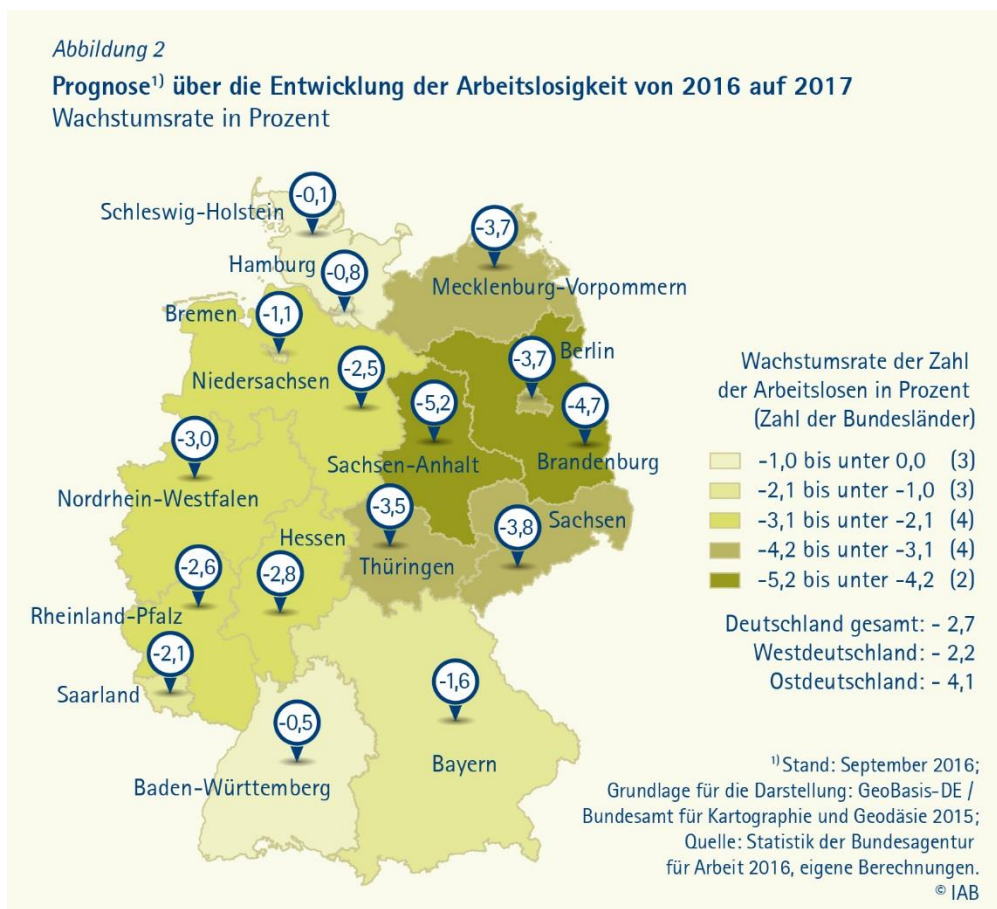 Abbildung 2
Prognose¹⁾ über die Entwicklung der Arbeitslosigkeit von 2016 auf 2017
Wachstumsrate in Prozent
-0,1
Schleswig-Holstein
-3,7
Hamburg
-0,8
Mecklenburg-Vorpommern
Bremen
-1,1
Niedersachsen
-2,5
-3,7
Berlin
-5,2
-4,7
-3,0
Sachsen-Anhalt
Brandenburg
Nordrhein-Westfalen
-3,5
Hessen
-3,8
Sachsen
Thüringen
-2,6
-2,8
Rheinland-Pfalz
-2,1
Saarland
-1,6
-0,5
Bayern
Baden-Württemberg
Wachstumsrate der Zahl
der Arbeitslosen in Prozent
(Zahl der Bundesländer)
-1,0 bis unter 0,0 (3)
-2,1 bis unter -1,0 (3)
-3,1 bis unter -2,1 (4)
-4,2 bis unter -3,1 (4)
-5,2 bis unter -4,2 (2)
Deutschland gesamt: - 2,7
Westdeutschland: - 2,2
Ostdeutschland: - 4,1
¹⁾ Stand: September 2016;
Grundlage für die Darstellung: GeoBasis-DE /
Bundesamt für Kartographie und Geodäsie 2015;
Quelle: Statistik der Bundesagentur
für Arbeit 2016, eigene Berechnungen.
© IAB